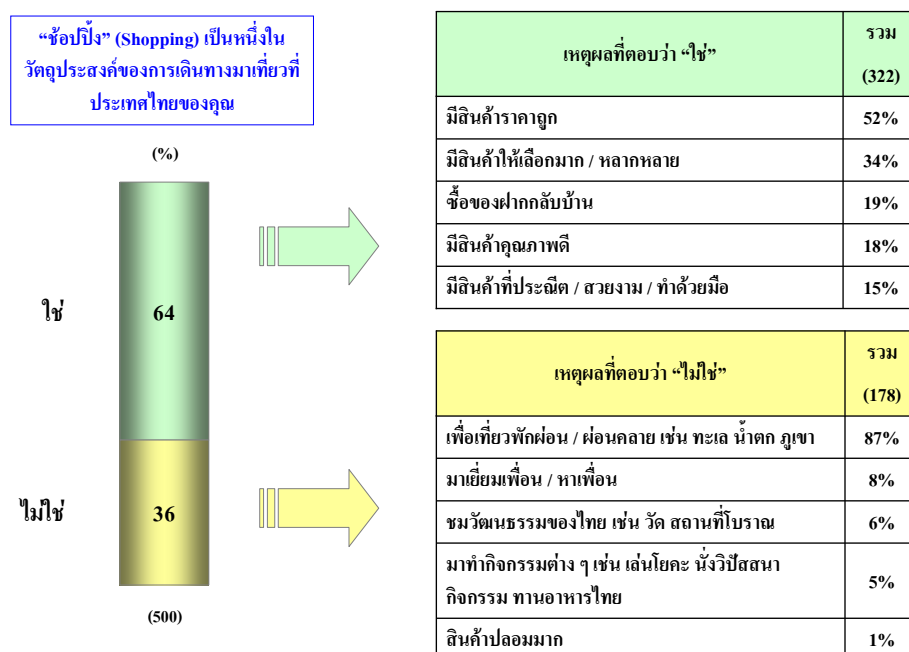 “ช้อปปิ้ง” (Shopping) เป็นหนึ่งใน
วัตถุประสงค์ของการเดินทางมาเที่ยวที่
ประเทศไทยของคุณ
(%)
ใช่
64
ไม่ใช่
36
(500)
เหตุผลที่ตอบว่า “ใช่”
รวม
(322)
มีสินค้าราคาถูก 52%
มีสินค้าให้เลือกมาก / หลากหลาย 34%
ซื้อของฝากกลับบ้าน 19%
มีสินค้าคุณภาพดี 18%
มีสินค้าที่ประณีต / สวยงาม / ทำด้วยมือ 15%
เหตุผลที่ตอบว่า “ไม่ใช่”
รวม
(178)
เพื่อเที่ยวพักผ่อน / ผ่อนคลาย เช่น ทะเล น้ำตก ภูเขา 87%
มาเยี่ยมเพื่อน / หาเพื่อน 8%
ชมวัฒนธรรมของไทย เช่น วัด สถานที่โบราณ 6%
มาทำกิจกรรมต่าง ๆ เช่น เล่นโยคะ นั่งวิปัสสนา
กิจกรรม ทานอาหารไทย
5%
สินค้าปลอมมาก 1%